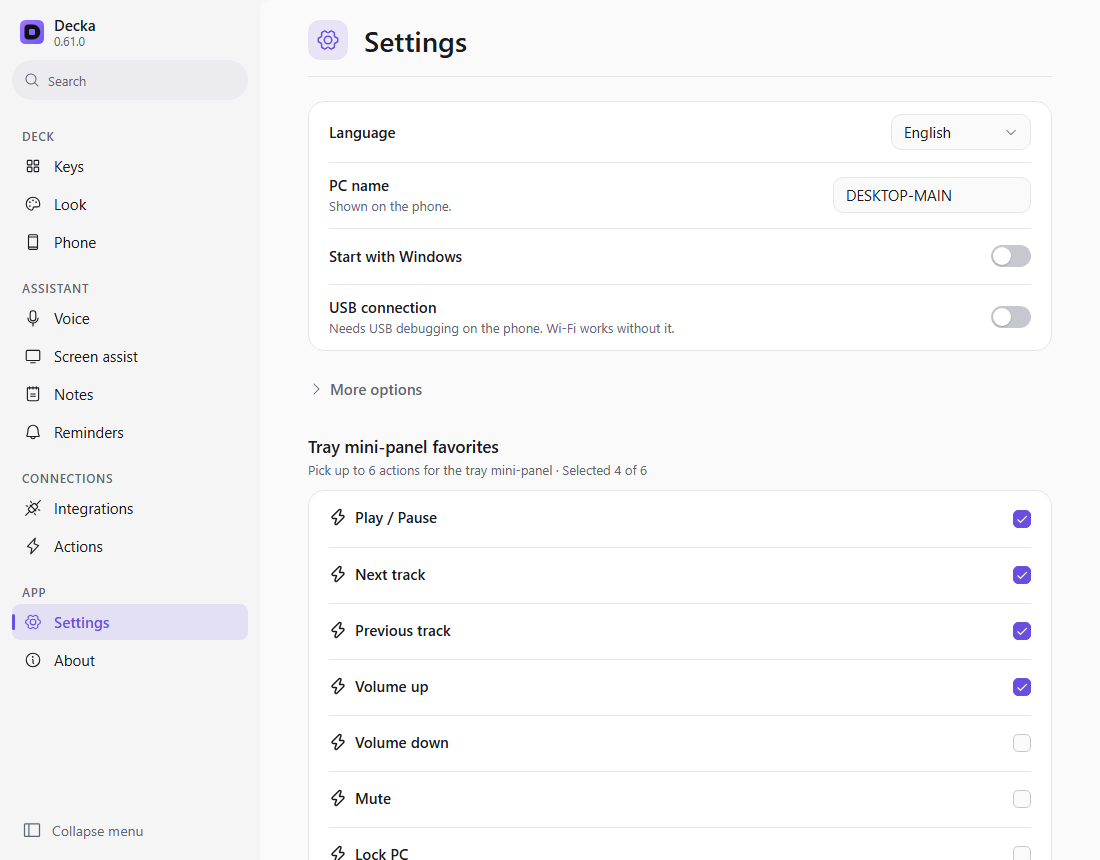 Decka
0.61.0
Search
DECK
Keys
Look
Phone
ASSISTANT
Voice
Screen assist
Notes
Reminders
CONNECTIONS
Integrations
Actions
APP
Settings
About
Collapse menu
Settings
Language
English
PC name
Shown on the phone.
DESKTOP-MAIN
Start with Windows
USB connection
Needs USB debugging on the phone. Wi-Fi works without it.
More options
Tray mini-panel favorites
Pick up to 6 actions for the tray mini-panel · Selected 4 of 6
Play / Pause
Next track
Previous track
Volume up
Volume down
Mute
Lock PC